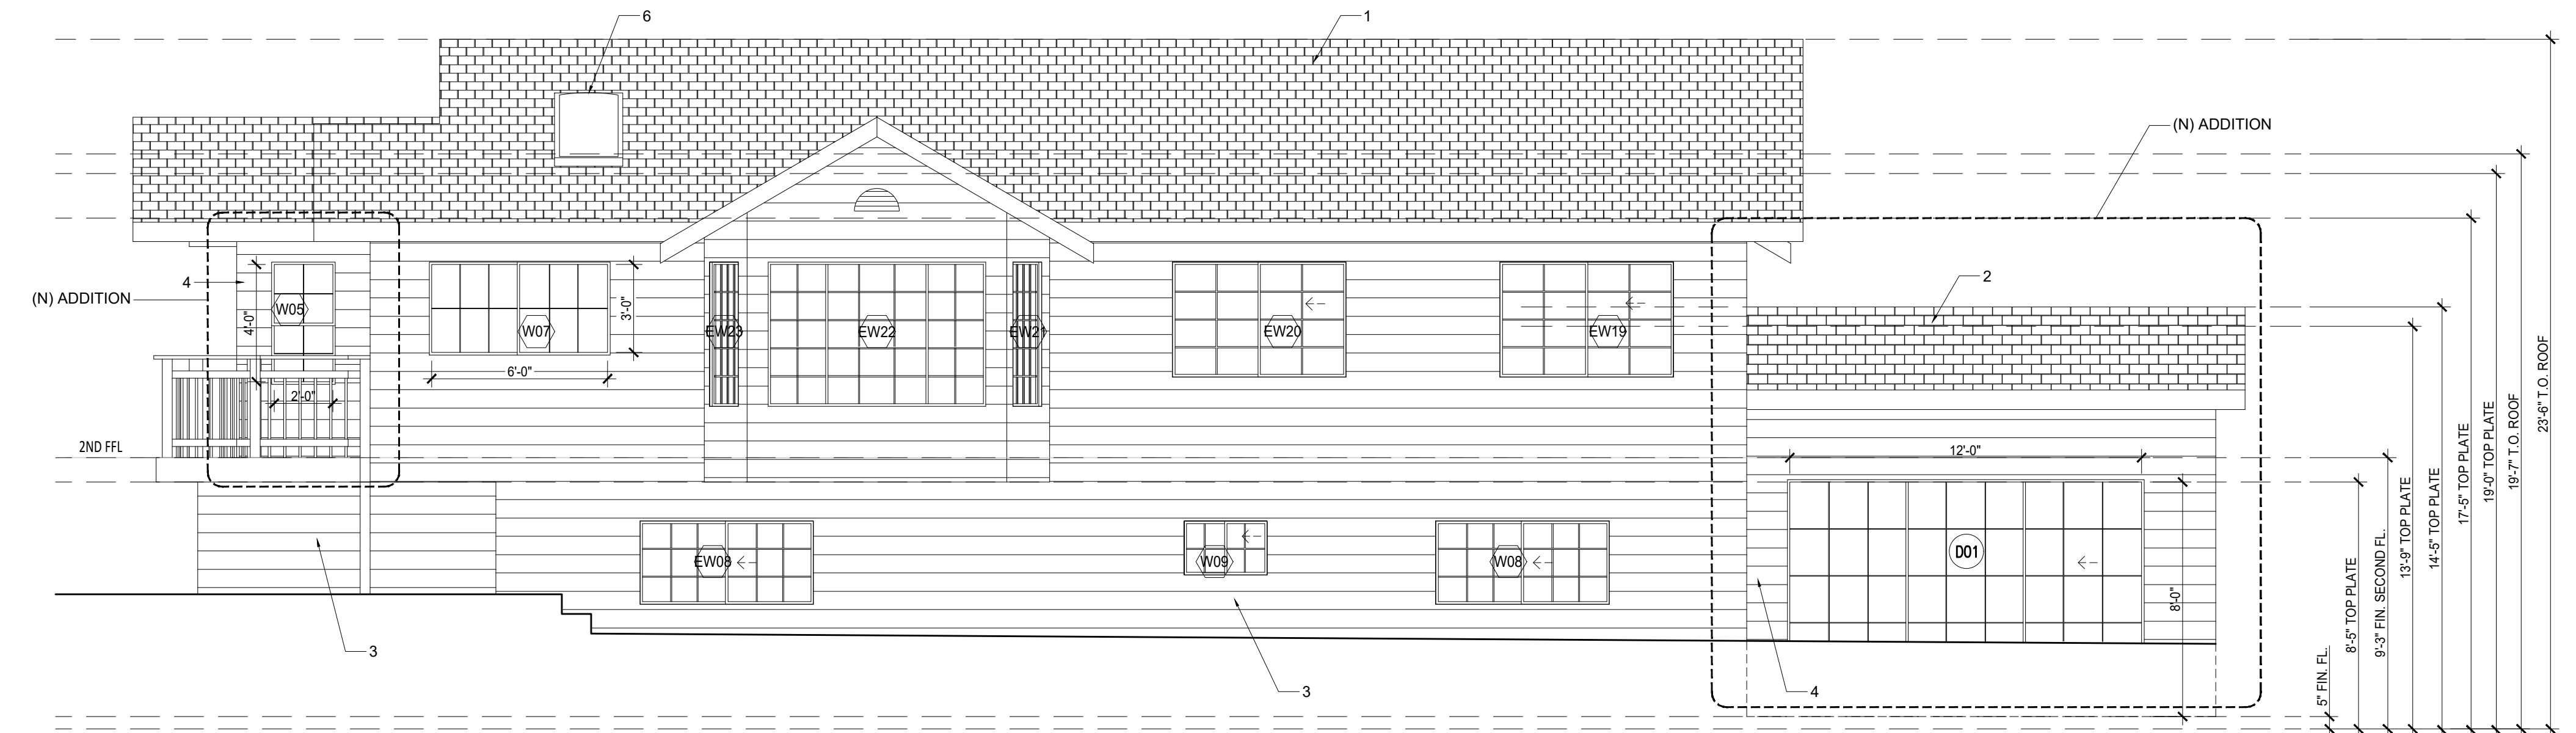 6
1
(N) ADDITION
2
4
(N) ADDITION
W05
4'-0"
W07
3'-0"
6'-0"
2'-0"
EW23
EW22
EW21
EW20
EW19
2ND FFL
12'-0"
EW08
W09
W08
D01
8'-0"
3
3
4
5" FIN. FL.
8'-5" TOP PLATE
9'-3" FIN. SECOND FL.
13'-9" TOP PLATE
14'-5" TOP PLATE
17'-5" TOP PLATE
19'-0" TOP PLATE
19'-7" T.O. ROOF
23'-6" T.O. ROOF